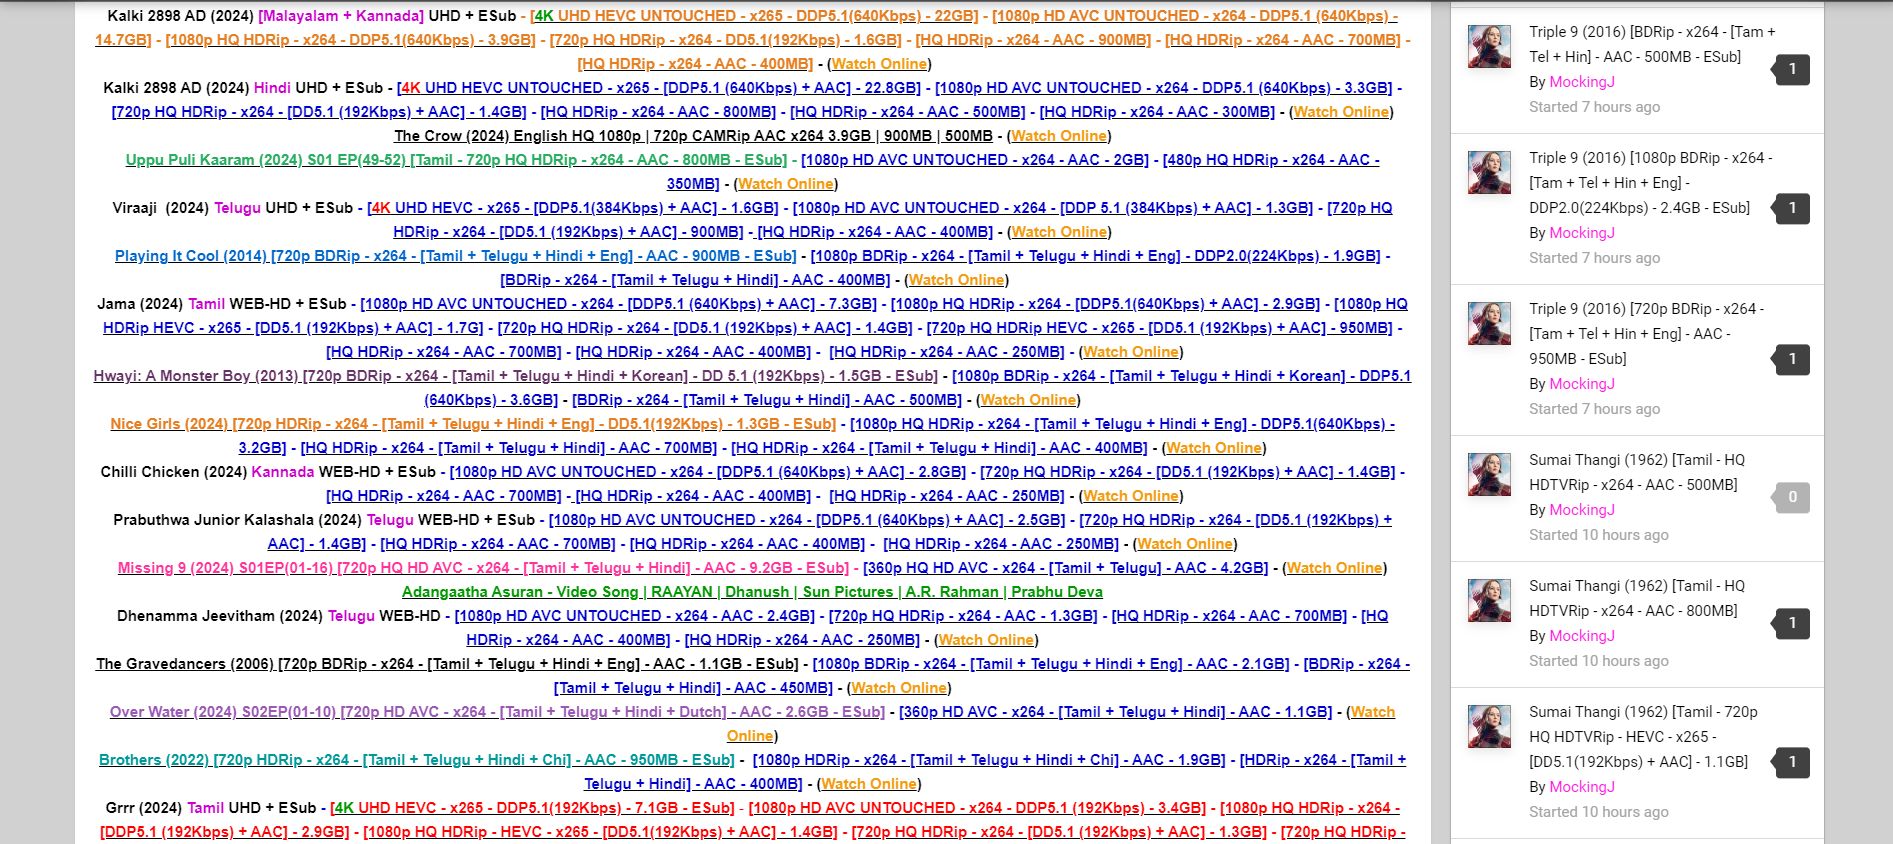 Kalki 2898 AD (2024) [Malayalam + Kannada] UHD + ESub - [4K UHD HEVC UNTOUCHED - x265 - DDP5.1(640Kbps) - 22GB] - [1080p HD AVC UNTOUCHED - x264 - DDP5.1 (640Kbps) -
14.7GB] - [1080p HQ HDRip - x264 - DDP5.1(640Kbps) - 3.9GB] - [720p HQ HDRip - x264 - DD5.1(192Kbps) - 1.6GB] - [HQ HDRip - x264 - AAC - 900MB] - [HQ HDRip - x264 - AAC - 700MB] -
[HQ HDRip - x264 - AAC - 400MB] - (Watch Online)
Kalki 2898 AD (2024) Hindi UHD + ESub - [4K UHD HEVC UNTOUCHED - x265 - [DDP5.1 (640Kbps) + AAC] - 22.8GB] - [1080p HD AVC UNTOUCHED - x264 - DDP5.1 (640Kbps) - 3.3GB] -
[720p HQ HDRip - x264 - [DD5.1 (192Kbps) + AAC] - 1.4GB] - [HQ HDRip - x264 - AAC - 800MB] - [HQ HDRip - x264 - AAC - 500MB] - [HQ HDRip - x264 - AAC - 300MB] - (Watch Online)
The Crow (2024) English HQ 1080p | 720p CAMRip AAC x264 3.9GB | 900MB | 500MB - (Watch Online)
Uppu Puli Kaaram (2024) S01 EP(49-52) [Tamil - 720p HQ HDRip - x264 - AAC - 800MB - ESub] - [1080p HD AVC UNTOUCHED - x264 - AAC - 2GB] - [480p HQ HDRip - x264 - AAC -
350MB] - (Watch Online)
Viraaji  (2024) Telugu UHD + ESub - [4K UHD HEVC - x265 - [DDP5.1(384Kbps) + AAC] - 1.6GB] - [1080p HD AVC UNTOUCHED - x264 - [DDP 5.1 (384Kbps) + AAC] - 1.3GB] - [720p HQ
HDRip - x264 - [DD5.1 (192Kbps) + AAC] - 900MB] - [HQ HDRip - x264 - AAC - 400MB] - (Watch Online)
Playing It Cool (2014) [720p BDRip - x264 - [Tamil + Telugu + Hindi + Eng] - AAC - 900MB - ESub] - [1080p BDRip - x264 - [Tamil + Telugu + Hindi + Eng] - DDP2.0(224Kbps) - 1.9GB] -
[BDRip - x264 - [Tamil + Telugu + Hindi] - AAC - 400MB] - (Watch Online)
Jama (2024) Tamil WEB-HD + ESub - [1080p HD AVC UNTOUCHED - x264 - [DDP5.1 (640Kbps) + AAC] - 7.3GB] - [1080p HQ HDRip - x264 - [DDP5.1(640Kbps) + AAC] - 2.9GB] - [1080p HQ
HDRip HEVC - x265 - [DD5.1 (192Kbps) + AAC] - 1.7G] - [720p HQ HDRip - x264 - [DD5.1 (192Kbps) + AAC] - 1.4GB] - [720p HQ HDRip HEVC - x265 - [DD5.1 (192Kbps) + AAC] - 950MB] -
[HQ HDRip - x264 - AAC - 700MB] - [HQ HDRip - x264 - AAC - 400MB] -  [HQ HDRip - x264 - AAC - 250MB] - (Watch Online)
Hwayi: A Monster Boy (2013) [720p BDRip - x264 - [Tamil + Telugu + Hindi + Korean] - DD 5.1 (192Kbps) - 1.5GB - ESub] - [1080p BDRip - x264 - [Tamil + Telugu + Hindi + Korean] - DDP5.1
(640Kbps) - 3.6GB] - [BDRip - x264 - [Tamil + Telugu + Hindi] - AAC - 500MB] - (Watch Online)
Nice Girls (2024) [720p HDRip - x264 - [Tamil + Telugu + Hindi + Eng] - DD5.1(192Kbps) - 1.3GB - ESub] - [1080p HQ HDRip - x264 - [Tamil + Telugu + Hindi + Eng] - DDP5.1(640Kbps) -
3.2GB] - [HQ HDRip - x264 - [Tamil + Telugu + Hindi] - AAC - 700MB] - [HQ HDRip - x264 - [Tamil + Telugu + Hindi] - AAC - 400MB] - (Watch Online)
Chilli Chicken (2024) Kannada WEB-HD + ESub - [1080p HD AVC UNTOUCHED - x264 - [DDP5.1 (640Kbps) + AAC] - 2.8GB] - [720p HQ HDRip - x264 - [DD5.1 (192Kbps) + AAC] - 1.4GB] -
[HQ HDRip - x264 - AAC - 700MB] - [HQ HDRip - x264 - AAC - 400MB] -  [HQ HDRip - x264 - AAC - 250MB] - (Watch Online)
Prabuthwa Junior Kalashala (2024) Telugu WEB-HD + ESub - [1080p HD AVC UNTOUCHED - x264 - [DDP5.1 (640Kbps) + AAC] - 2.5GB] - [720p HQ HDRip - x264 - [DD5.1 (192Kbps) +
AAC] - 1.4GB] - [HQ HDRip - x264 - AAC - 700MB] - [HQ HDRip - x264 - AAC - 400MB] -  [HQ HDRip - x264 - AAC - 250MB] - (Watch Online)
Missing 9 (2024) S01EP(01-16) [720p HQ HD AVC - x264 - [Tamil + Telugu + Hindi] - AAC - 9.2GB - ESub] - [360p HQ HD AVC - x264 - [Tamil + Telugu] - AAC - 4.2GB] - (Watch Online)
Adangaatha Asuran - Video Song | RAAYAN | Dhanush | Sun Pictures | A.R. Rahman | Prabhu Deva
Dhenamma Jeevitham (2024) Telugu WEB-HD - [1080p HD AVC UNTOUCHED - x264 - AAC - 2.4GB] - [720p HQ HDRip - x264 - AAC - 1.3GB] - [HQ HDRip - x264 - AAC - 700MB] - [HQ
HDRip - x264 - AAC - 400MB] - [HQ HDRip - x264 - AAC - 250MB] - (Watch Online)
The Gravedancers (2006) [720p BDRip - x264 - [Tamil + Telugu + Hindi + Eng] - AAC - 1.1GB - ESub] - [1080p BDRip - x264 - [Tamil + Telugu + Hindi + Eng] - AAC - 2.1GB] - [BDRip - x264 -
[Tamil + Telugu + Hindi] - AAC - 450MB] - (Watch Online)
Over Water (2024) S02EP(01-10) [720p HD AVC - x264 - [Tamil + Telugu + Hindi + Dutch] - AAC - 2.6GB - ESub] - [360p HD AVC - x264 - [Tamil + Telugu + Hindi] - AAC - 1.1GB] - (Watch
Online)
Brothers (2022) [720p HDRip - x264 - [Tamil + Telugu + Hindi + Chi] - AAC - 950MB - ESub] -  [1080p HDRip - x264 - [Tamil + Telugu + Hindi + Chi] - AAC - 1.9GB] - [HDRip - x264 - [Tamil +
Telugu + Hindi] - AAC - 400MB] - (Watch Online)
Grrr (2024) Tamil UHD + ESub - [4K UHD HEVC - x265 - DDP5.1(192Kbps) - 7.1GB - ESub] - [1080p HD AVC UNTOUCHED - x264 - DDP5.1 (192Kbps) - 3.4GB] - [1080p HQ HDRip - x264 -
[DDP5.1 (192Kbps) + AAC] - 2.9GB] - [1080p HQ HDRip - HEVC - x265 - [DD5.1(192Kbps) + AAC] - 1.4GB] - [720p HQ HDRip - x264 - [DD5.1 (192Kbps) + AAC] - 1.3GB] - [720p HQ HDRip -
Triple 9 (2016) [BDRip - x264 - [Tam +
Tel + Hin] - AAC - 500MB - ESub]
1
By MockingJ
Started 7 hours ago
Triple 9 (2016) [1080p BDRip - x264 -
[Tam + Tel + Hin + Eng] -
DDP2.0(224Kbps) - 2.4GB - ESub]
1
By MockingJ
Started 7 hours ago
Triple 9 (2016) [720p BDRip - x264 -
[Tam + Tel + Hin + Eng] - AAC -
950MB - ESub]
1
By MockingJ
Started 7 hours ago
Sumai Thangi (1962) [Tamil - HQ
HDTVRip - x264 - AAC - 500MB]
0
By MockingJ
Started 10 hours ago
Sumai Thangi (1962) [Tamil - HQ
HDTVRip - x264 - AAC - 800MB]
1
By MockingJ
Started 10 hours ago
Sumai Thangi (1962) [Tamil - 720p
HQ HDTVRip - HEVC - x265 -
[DD5.1(192Kbps) + AAC] - 1.1GB]
1
By MockingJ
Started 10 hours ago